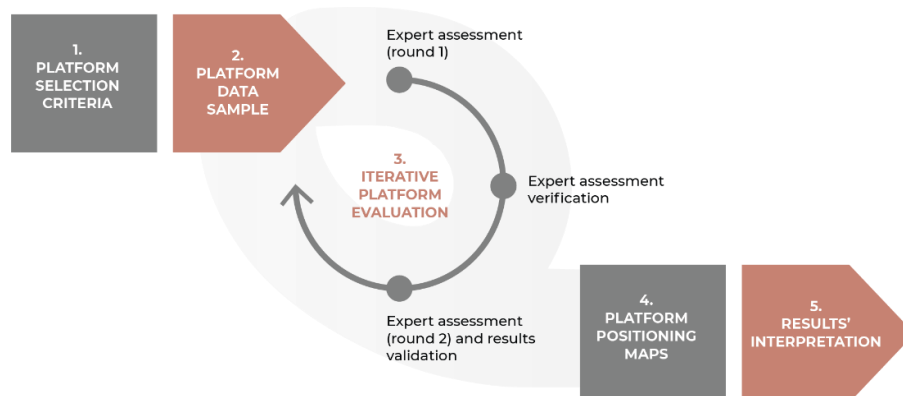 1.
PLATFORM
SELECTION
CRITERIA
2.
PLATFORM
DATA
SAMPLE
Expert assessment
(round 1)
3.
ITERATIVE
PLATFORM
EVALUATION
Expert assessment
verification
Expert assessment
(round 2) and results
validation
4.
PLATFORM
POSITIONING
MAPS
5.
RESULTS’
INTERPRETATION